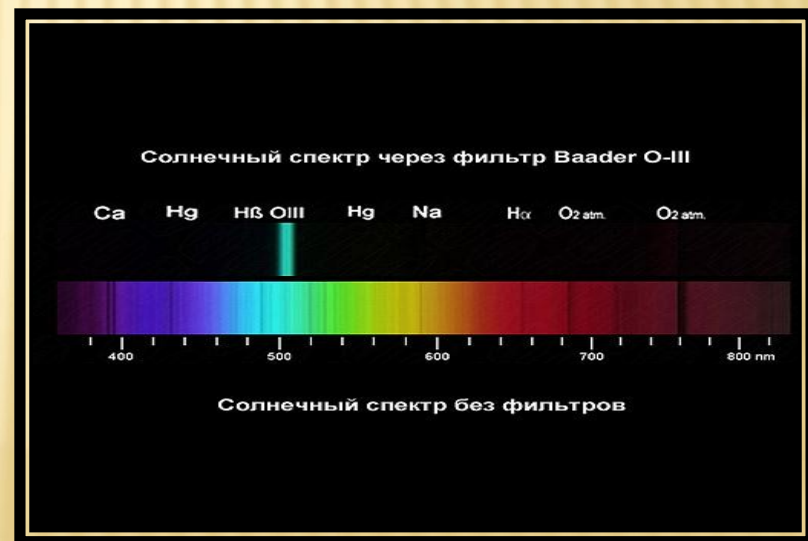 Солнечный спектр через фильтр Baader O-III
Ca Hg Hß OIII Hg Na Hα O2 atm. O2 atm.
400 500 600 700 800 nm
Солнечный спектр без фильтров